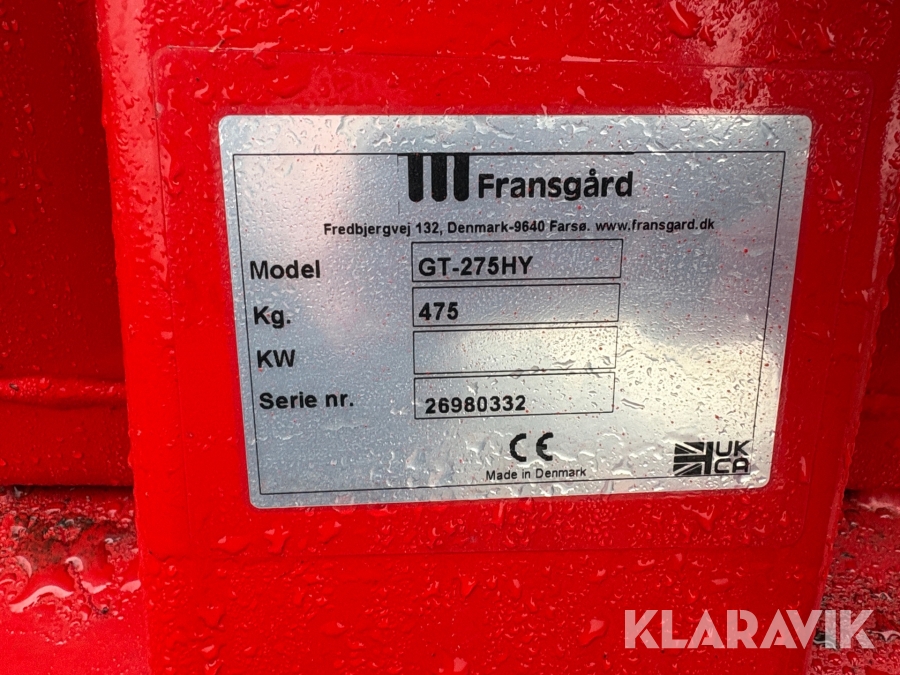 Fransgård
Fredbjergvej 132, Denmark-9640 Farsø. www.fransgard.dk
Model GT-275HY
Kg. 475
KW
Serie nr. 26980332
CE
Made in Denmark
UK
CA
KLARAVIK